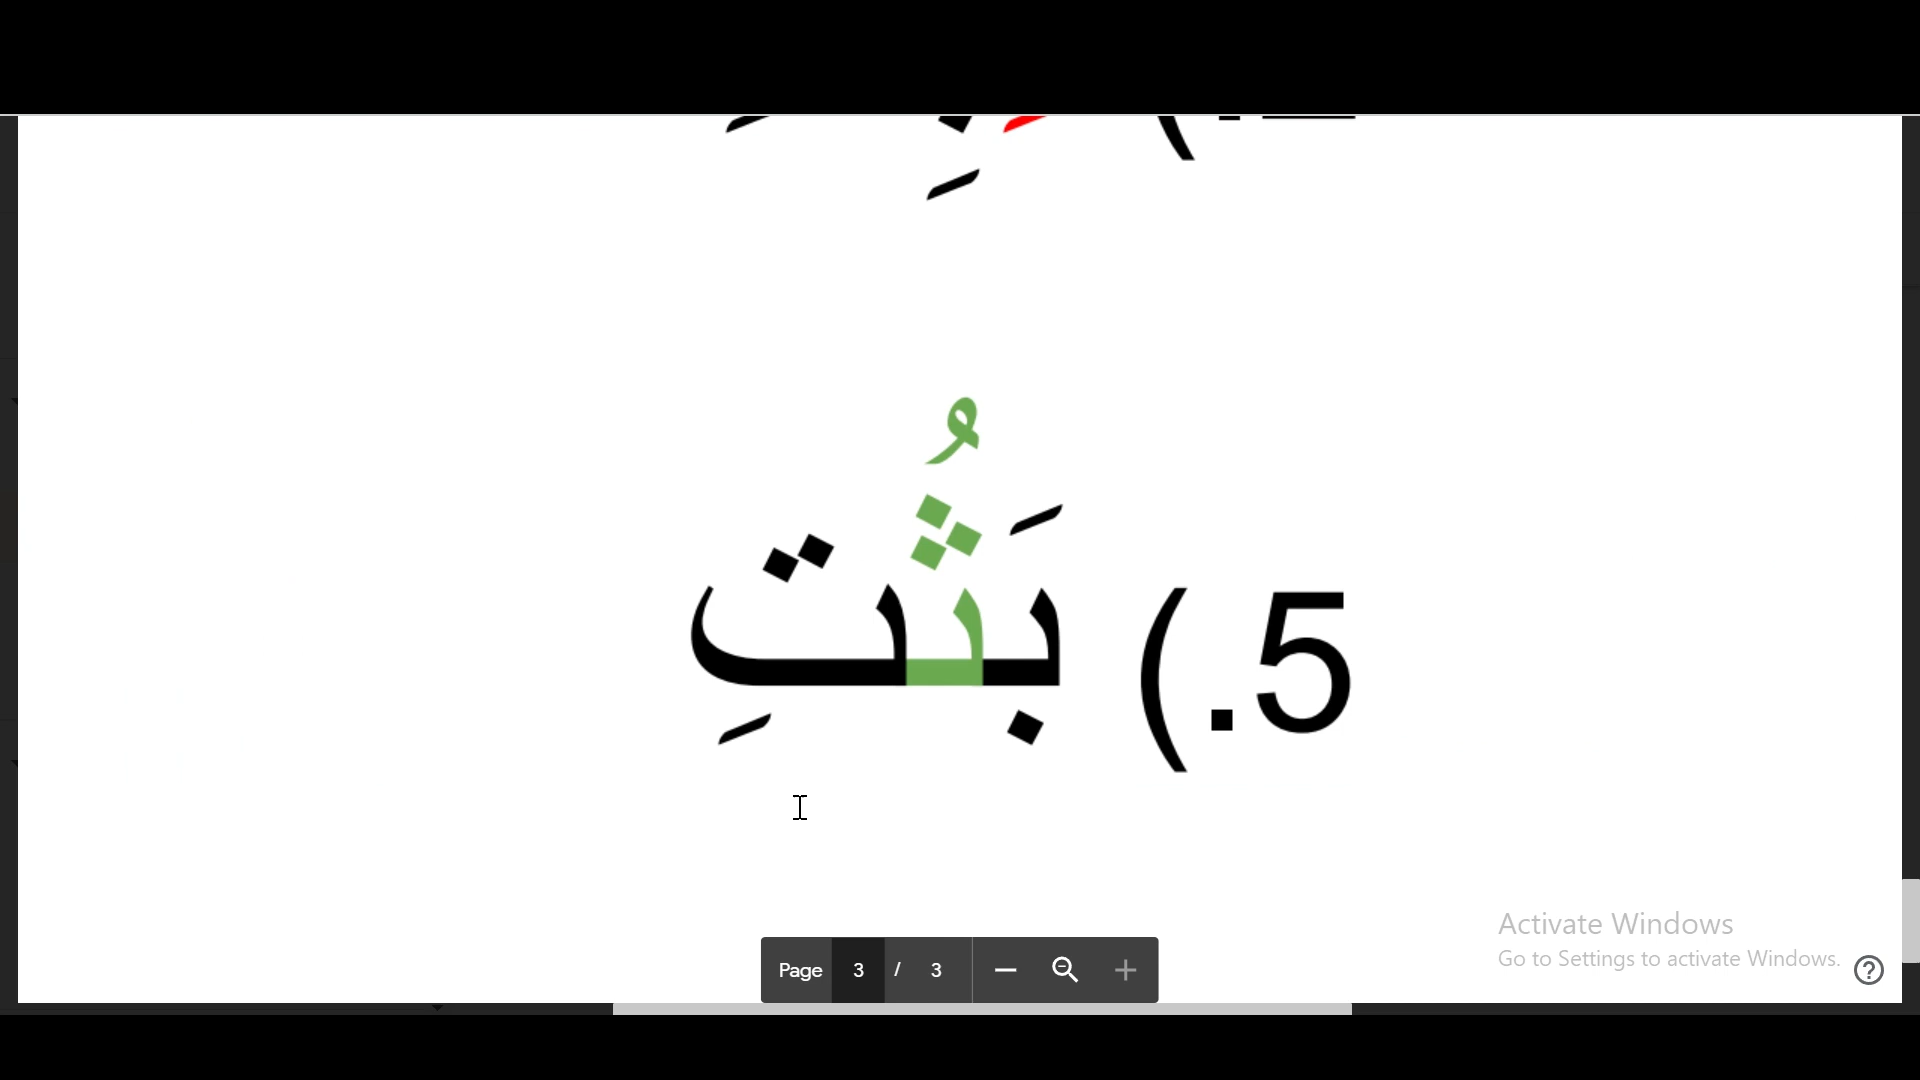 5.) بَثُتِ
Activate Windows
Go to Settings to activate Windows.
Page 3 / 3